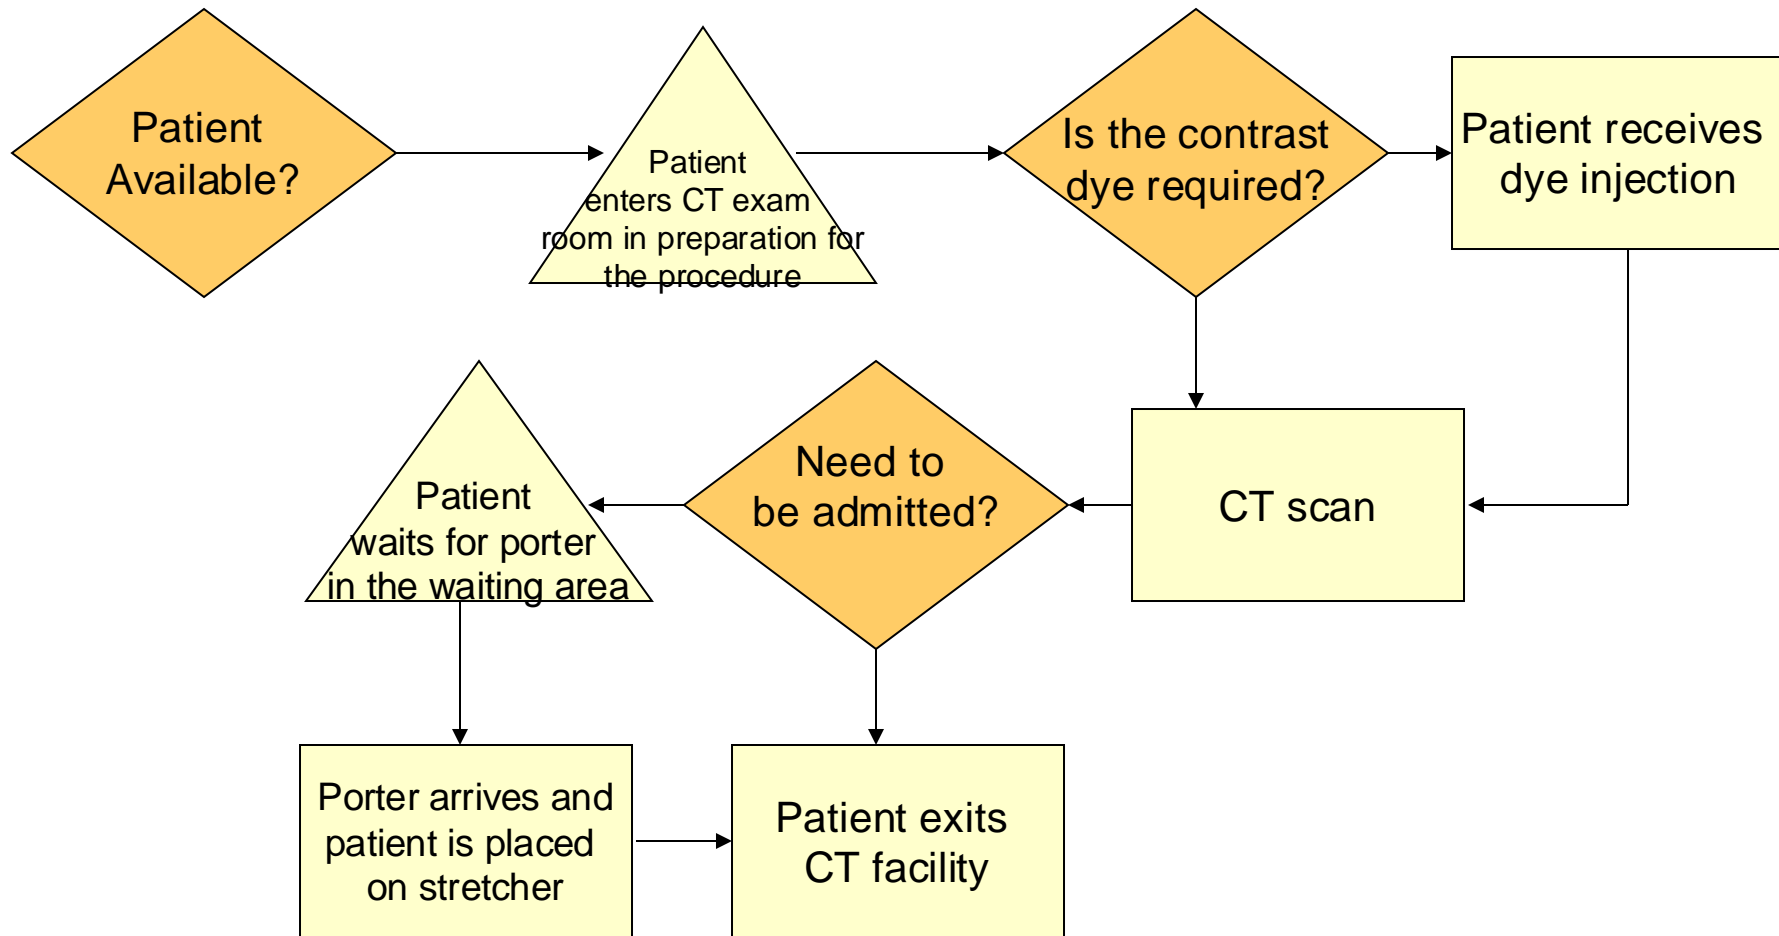 Patient
Available?
Patient
enters CT exam
room in preparation for
the procedure
Is the contrast
dye required?
Patient receives
dye injection
Patient
waits for porter
in the waiting area
Need to
be admitted?
CT scan
Porter arrives and
patient is placed
on stretcher
Patient exits
CT facility